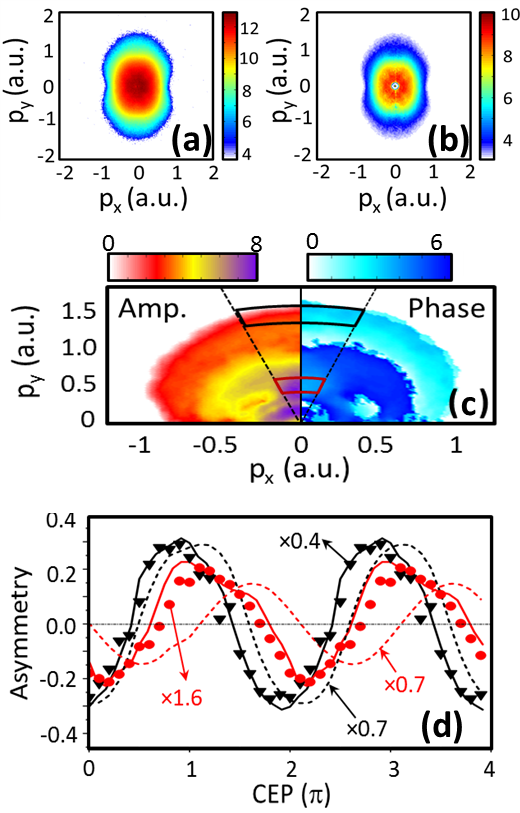 2 12 2 10
1 10 1 8
0 8 0
-1 6 -1 6
-2 4 -2 4
(a) (b)
-2 -1 0 1 2 -2 -1 0 1 2
p_y (a.u.) p_y (a.u.)
p_x (a.u.) p_x (a.u.)
0 8 0 6
Amp. Phase
1.5
1.0
0.5
0
(c)
p_y (a.u.)
-1 -0.5 0 0.5 1
p_x (a.u.)
0.4
0.2
0.0
-0.2
-0.4
Asymmetry
×0.4
×1.6
×0.7
×0.7
(d)
0 1 2 3 4
CEP (π)